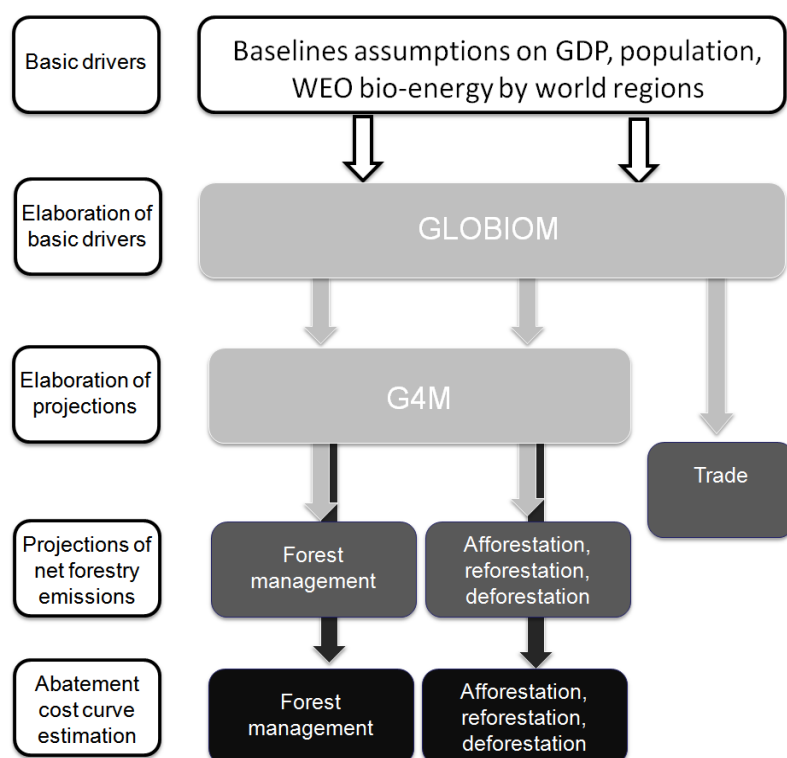 Basic drivers
Baselines assumptions on GDP, population,
WEO bio-energy by world regions
Elaboration of
basic drivers
GLOBIOM
Elaboration of
projections
G4M
Trade
Projections of
net forestry
emissions
Forest
management
Afforestation,
reforestation,
deforestation
Abatement
cost curve
estimation
Forest
management
Afforestation,
reforestation,
deforestation